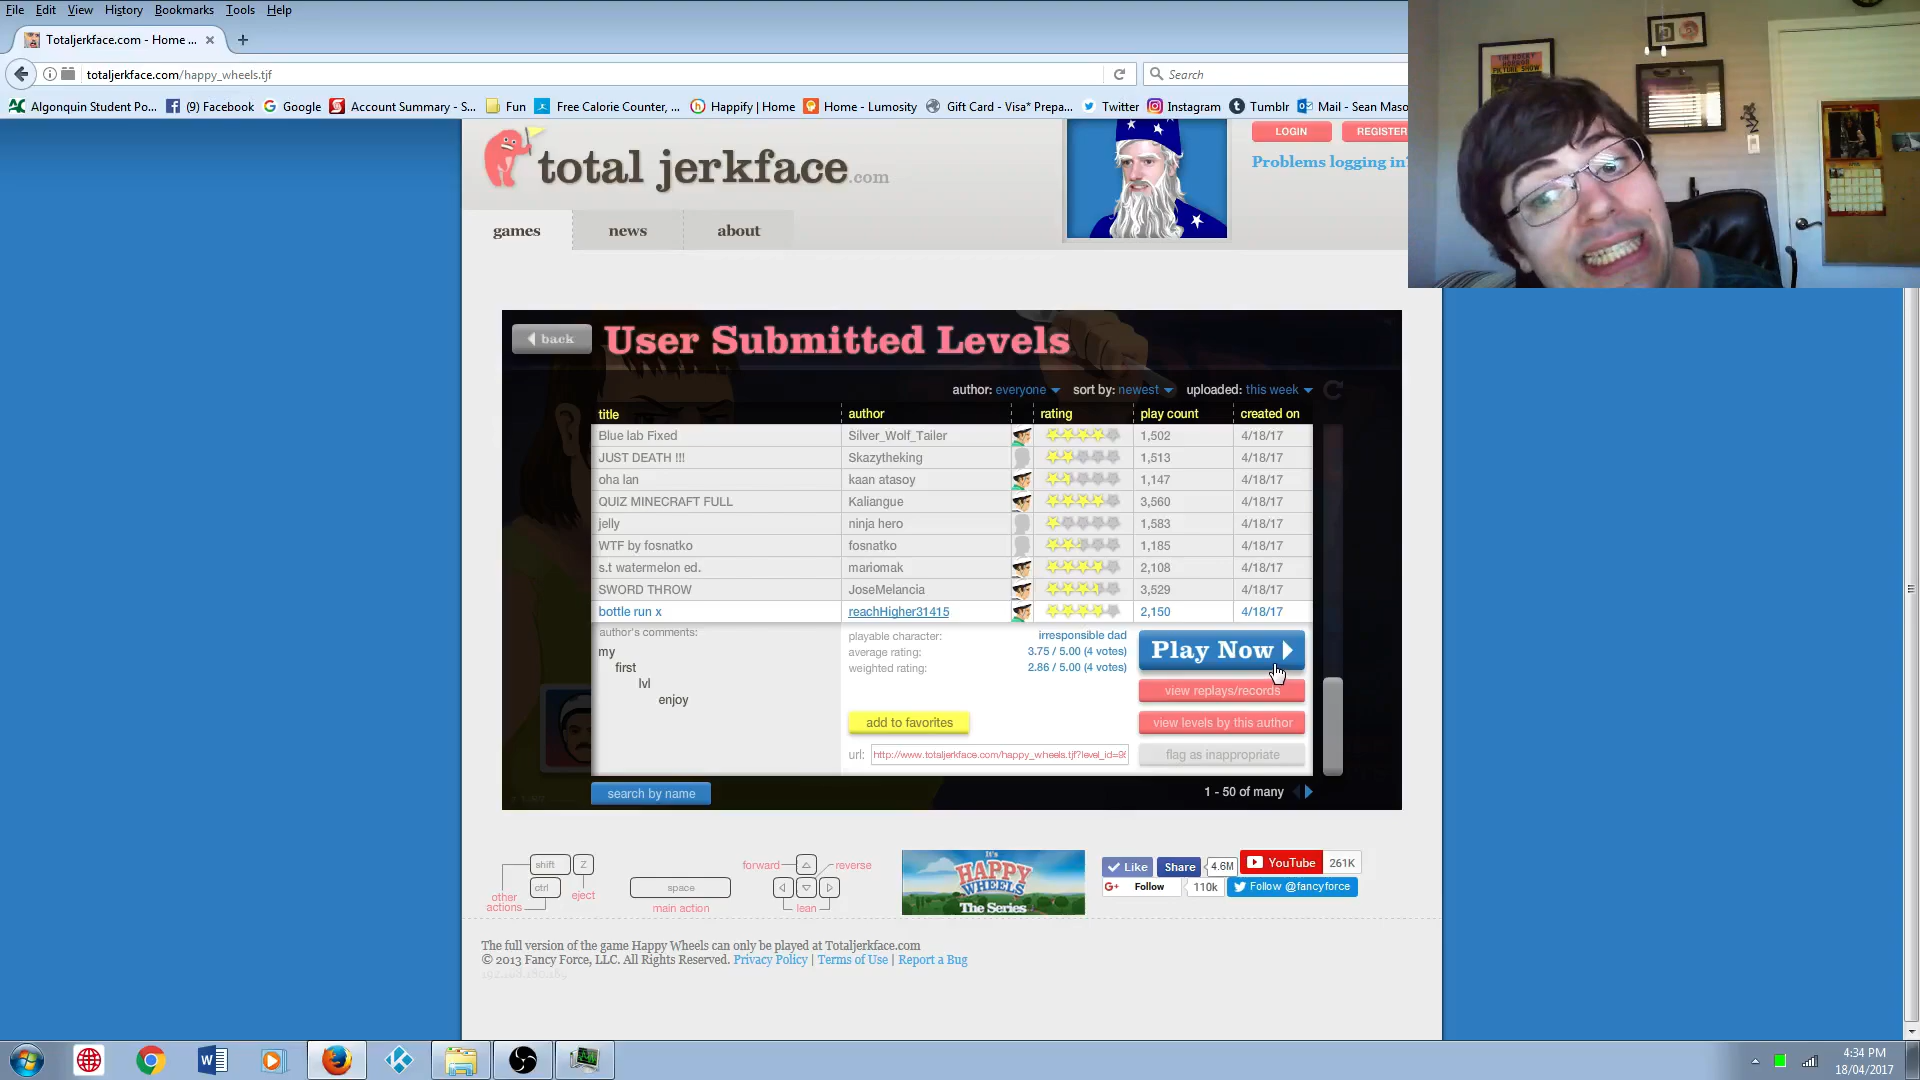 File Edit View History Bookmarks Tools Help
Totaljerkface.com - Home ...
totaljerkface.com/happy_wheels.tjf
Search
Algonquin Student Po... (9) Facebook Google Account Summary - S... Fun Free Calorie Counter, ... Happify | Home Home - Lumosity Gift Card - Visa* Prepa... Twitter Instagram Tumblr Mail - Sean Maso
total jerkface.com
LOGIN REGISTER
Problems logging in?
games news about
PICTURE SHOW
back
User Submitted Levels
author: everyone sort by: newest uploaded: this week
title author rating play count created on
Blue lab Fixed Silver_Wolf_Tailer 1,502 4/18/17
JUST DEATH !!! Skazytheking 1,513 4/18/17
oha lan kaan atasoy 1,147 4/18/17
QUIZ MINECRAFT FULL Kaliangue 3,560 4/18/17
jelly ninja hero 1,583 4/18/17
WTF by fosnatko fosnatko 1,185 4/18/17
s.t watermelon ed. mariomak 2,108 4/18/17
SWORD THROW JoseMelancia 3,529 4/18/17
bottle run x reachHigher31415 2,150 4/18/17
author's comments:
my
first
lvl
enjoy
playable character: irresponsible dad
average rating: 3.75 / 5.00 (4 votes)
weighted rating: 2.86 / 5.00 (4 votes)
add to favorites
url: http://www.totaljerkface.com/happy_wheels.tjf?level_id=9
Play Now
view replays/records
view levels by this author
flag as inappropriate
search by name
1 - 50 of many
shift Z
ctrl
other actions
eject
space
main action
forward reverse
lean
It's
HAPPY
WHEELS
The Series
Like Share 4.6M YouTube 261K
Follow 110k Follow @fancyforce
The full version of the game Happy Wheels can only be played at Totaljerkface.com
© 2013 Fancy Force, LLC. All Rights Reserved. Privacy Policy | Terms of Use | Report a Bug
4:34 PM
18/04/2017